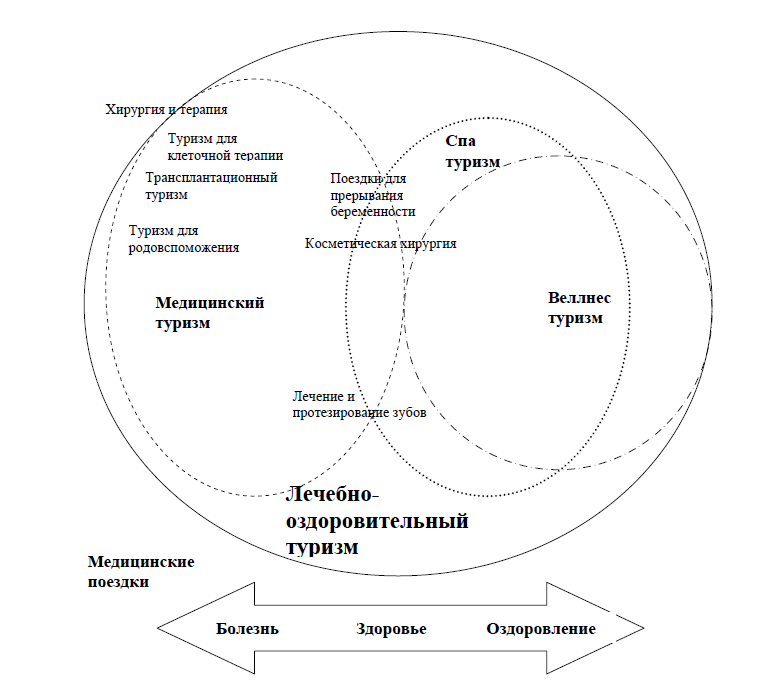 Хирургия и терапия
Туризм для
клеточной терапии
Трансплантационный
туризм
Туризм для
родовспоможения
Медицинский
туризм
Спа
туризм
Поездки для
прерывания
беременности
Косметическая хирургия
Веллнес
туризм
Лечение и
протезирование зубов
Лечебно-
оздоровительный
туризм
Медицинские
поездки
Болезнь Здоровье Оздоровление